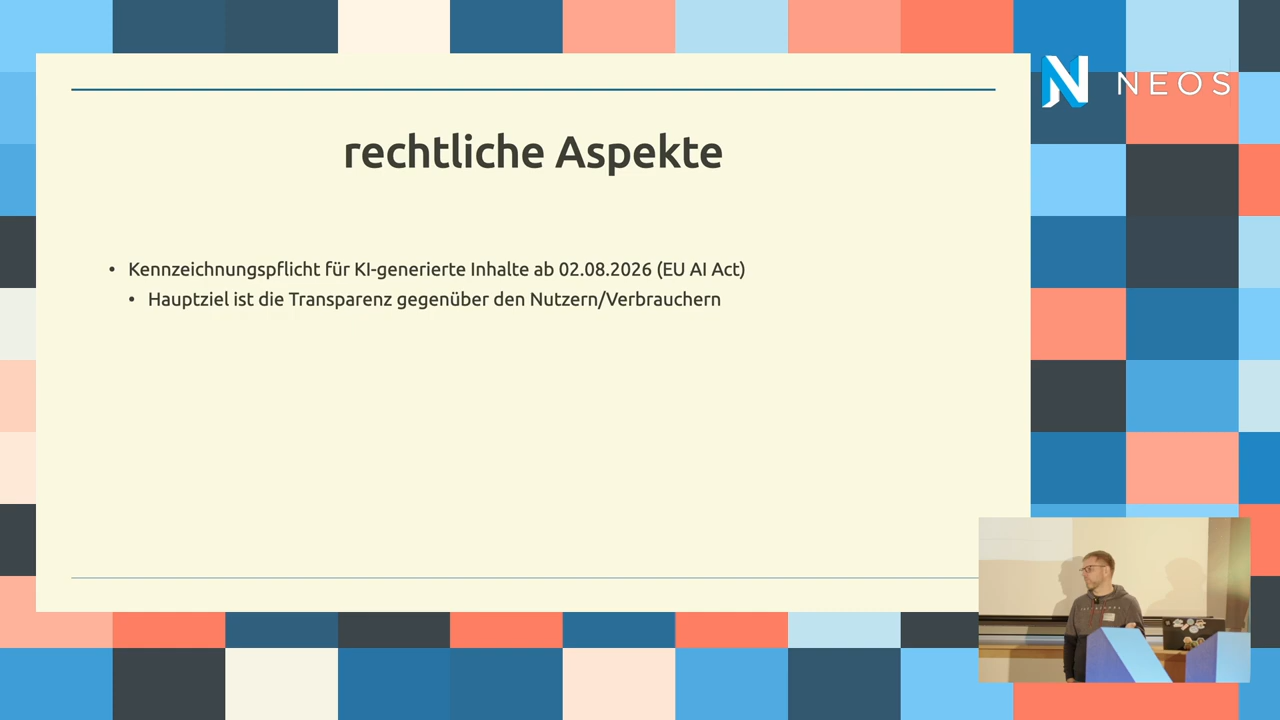 NEOS
rechtliche Aspekte
• Kennzeichnungspflicht für KI-generierte Inhalte ab 02.08.2026 (EU AI Act)
• Hauptziel ist die Transparenz gegenüber den Nutzern/Verbrauchern